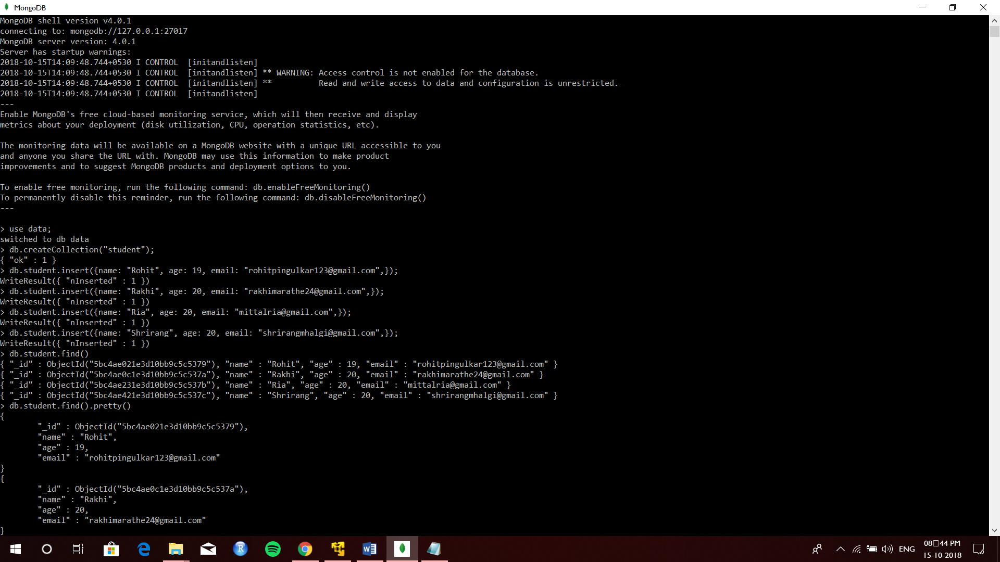 MongoDB
MongoDB shell version v4.0.1
connecting to: mongodb://127.0.0.1:27017
MongoDB server version: 4.0.1
Server has startup warnings:
2018-10-15T14:09:48.744+0530 I CONTROL  [initandlisten]
2018-10-15T14:09:48.744+0530 I CONTROL  [initandlisten] ** WARNING: Access control is not enabled for the database.
2018-10-15T14:09:48.744+0530 I CONTROL  [initandlisten] **          Read and write access to data and configuration is unrestricted.
2018-10-15T14:09:48.744+0530 I CONTROL  [initandlisten]
---
Enable MongoDB's free cloud-based monitoring service, which will then receive and display
metrics about your deployment (disk utilization, CPU, operation statistics, etc).

The monitoring data will be available on a MongoDB website with a unique URL accessible to you
and anyone you share the URL with. MongoDB may use this information to make product
improvements and to suggest MongoDB products and deployment options to you.

To enable free monitoring, run the following command: db.enableFreeMonitoring()
To permanently disable this reminder, run the following command: db.disableFreeMonitoring()
---

> use data;
switched to db data
> db.createCollection("student");
{ "ok" : 1 }
> db.student.insert({name: "Rohit", age: 19, email: "rohitpingulkar123@gmail.com",});
WriteResult({ "nInserted" : 1 })
> db.student.insert({name: "Rakhi", age: 20, email: "rakhimarathe24@gmail.com",});
WriteResult({ "nInserted" : 1 })
> db.student.insert({name: "Ria", age: 20, email: "mittalria@gmail.com",});
WriteResult({ "nInserted" : 1 })
> db.student.insert({name: "Shrirang", age: 20, email: "shrirangmhalgi@gmail.com",});
WriteResult({ "nInserted" : 1 })
> db.student.find()
{ "_id" : ObjectId("5bc4ae021e3d10bb9c5c5379"), "name" : "Rohit", "age" : 19, "email" : "rohitpingulkar123@gmail.com" }
{ "_id" : ObjectId("5bc4ae0c1e3d10bb9c5c537a"), "name" : "Rakhi", "age" : 20, "email" : "rakhimarathe24@gmail.com" }
{ "_id" : ObjectId("5bc4ae231e3d10bb9c5c537b"), "name" : "Ria", "age" : 20, "email" : "mittalria@gmail.com" }
{ "_id" : ObjectId("5bc4ae421e3d10bb9c5c537c"), "name" : "Shrirang", "age" : 20, "email" : "shrirangmhalgi@gmail.com" }
> db.student.find().pretty()
{
        "_id" : ObjectId("5bc4ae021e3d10bb9c5c5379"),
        "name" : "Rohit",
        "age" : 19,
        "email" : "rohitpingulkar123@gmail.com"
}
{
        "_id" : ObjectId("5bc4ae0c1e3d10bb9c5c537a"),
        "name" : "Rakhi",
        "age" : 20,
        "email" : "rakhimarathe24@gmail.com"
}
ENG
08□44 PM
15-10-2018